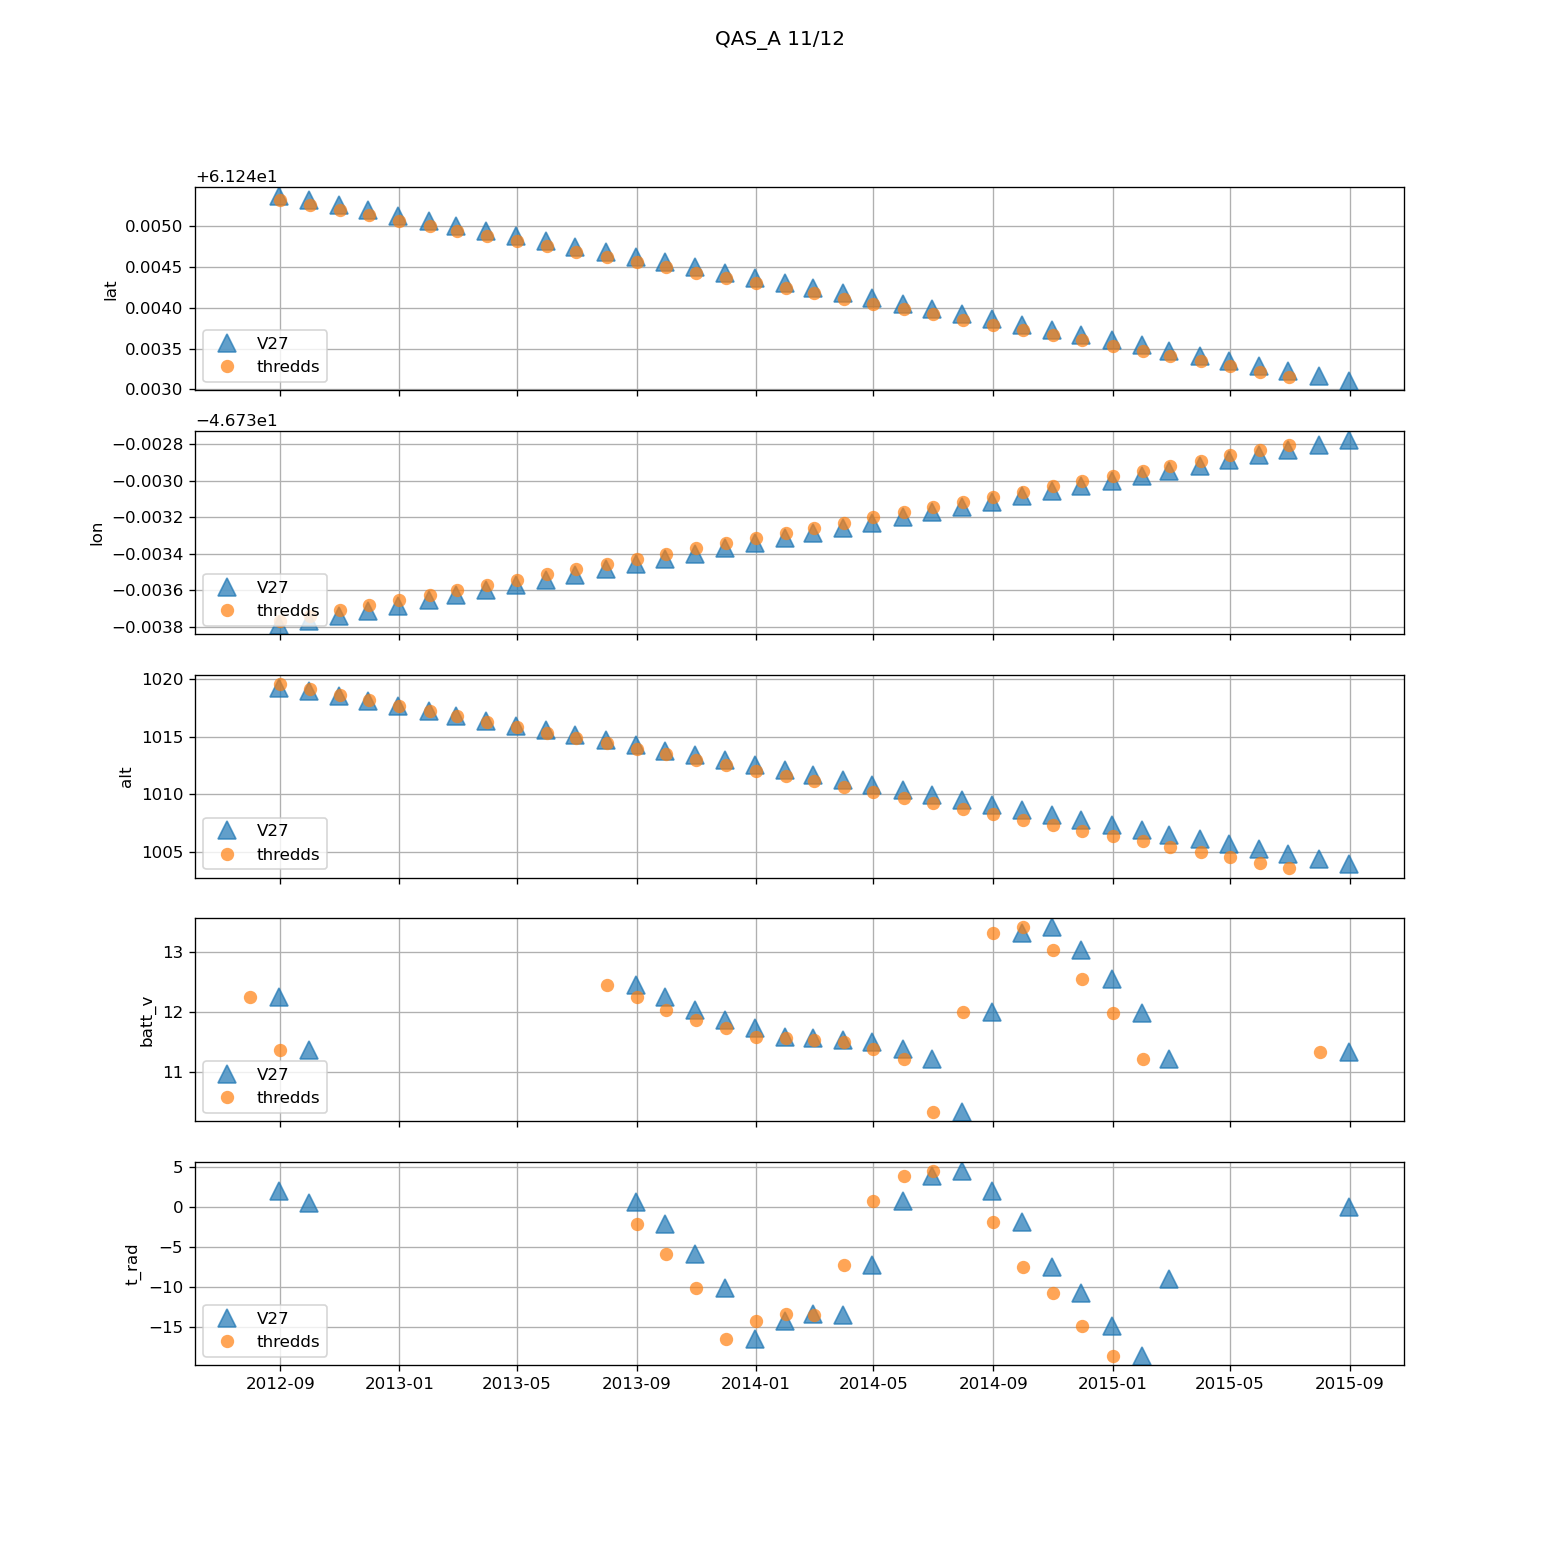 QAS_A 11/12
+6.124e1
0.0050
0.0045
0.0040
0.0035
0.0030
lat
V27
thredds
−4.673e1
−0.0028
−0.0030
−0.0032
−0.0034
−0.0036
−0.0038
lon
V27
thredds
1020
1015
1010
1005
alt
V27
thredds
13
12
11
batt_v
V27
thredds
5
0
−5
−10
−15
t_rad
V27
thredds
2012-09 2013-01 2013-05 2013-09 2014-01 2014-05 2014-09 2015-01 2015-05 2015-09